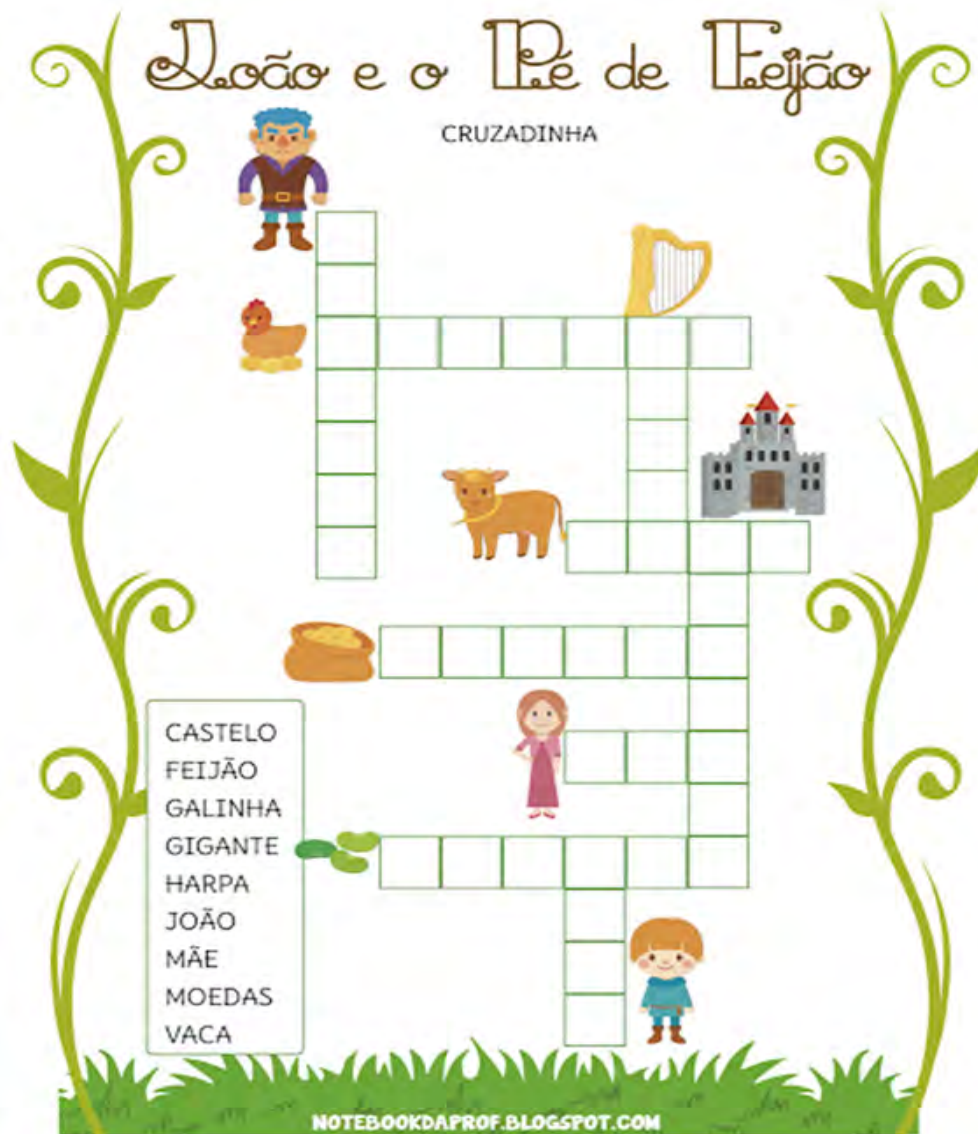 João e o Pé de Feijão
CRUZADINHA
CASTELO
FEIJÃO
GALINHA
GIGANTE
HARPA
JOÃO
MÃE
MOEDAS
VACA
NOTEBOOKDAPROF.BLOGSPOT.COM